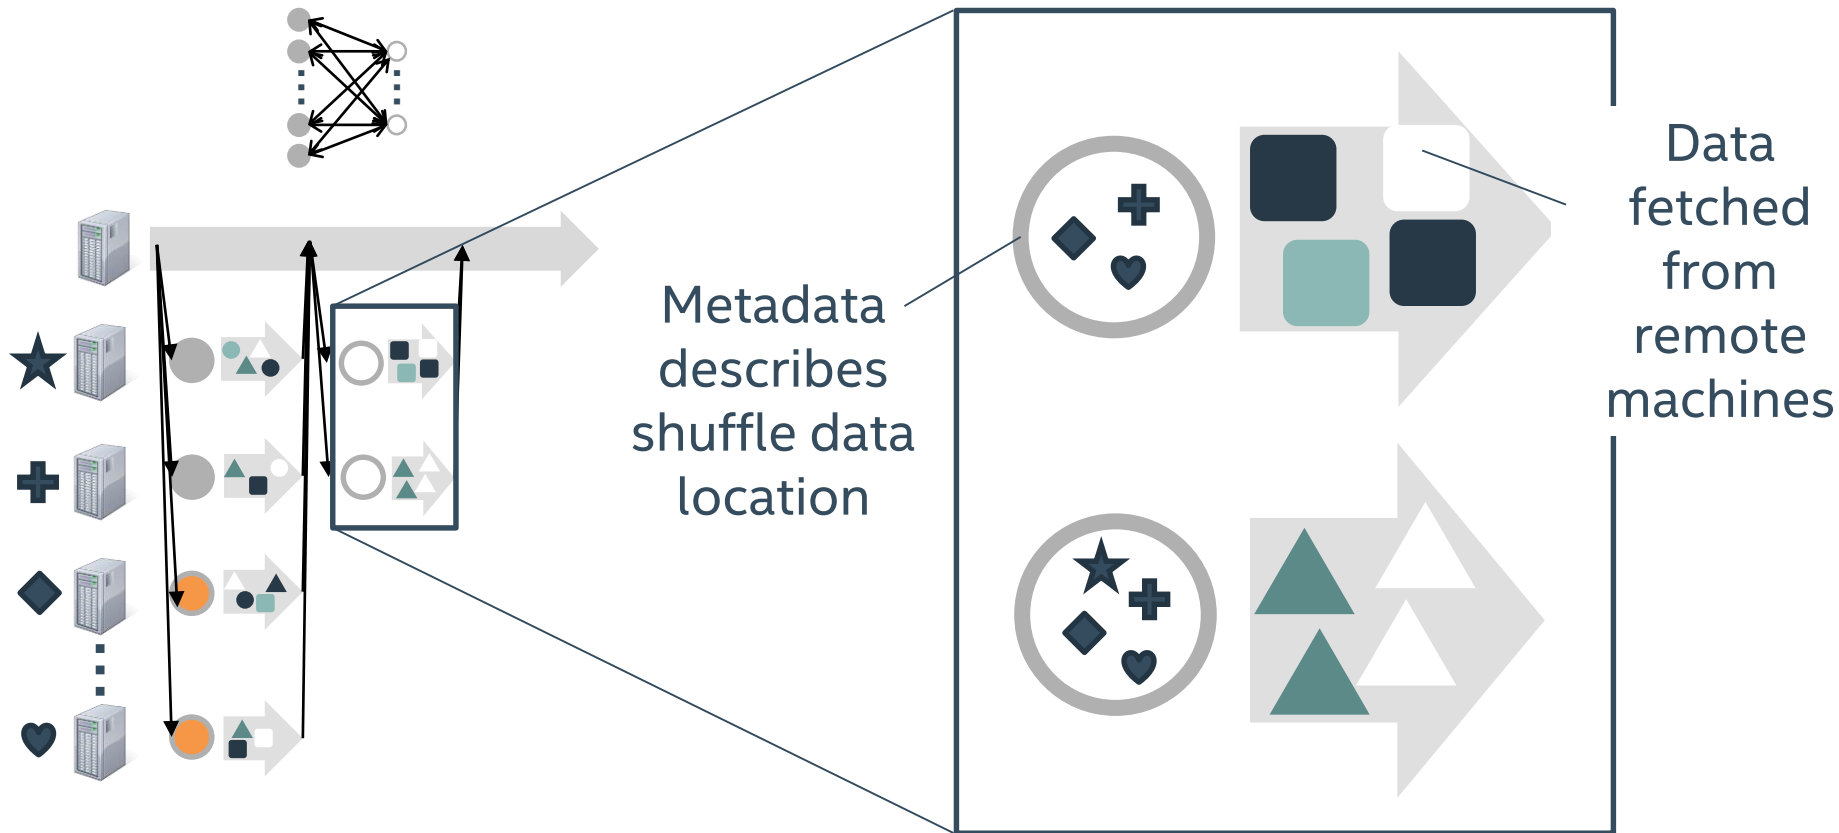 Metadata
describes
shuffle data
location
Data
fetched
from
remote
machines